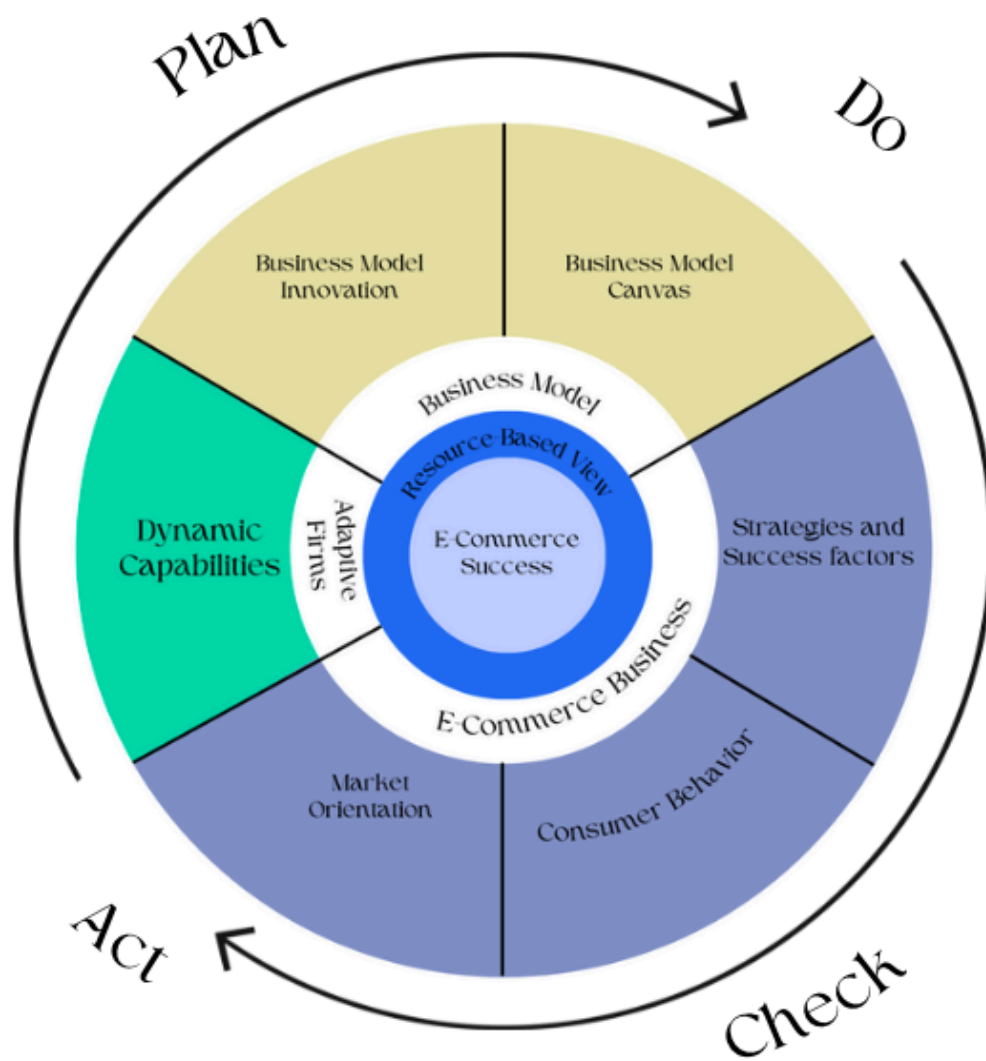 Plan
Do
Business Model
Innovation
Business Model
Canvas
Business Model
Resource-Based View
Adaptive
Firms
Dynamic
Capabilities
E-Commerce
Success
Strategies and
Success factors
E-Commerce Business
Market
Orientation
Consumer Behavior
Act
Check